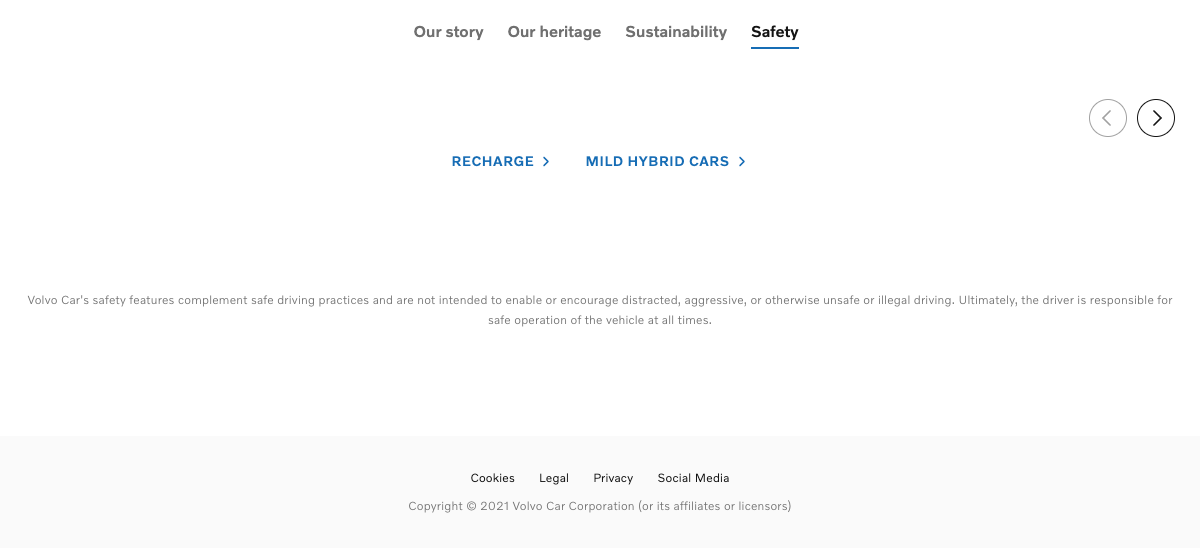 Our story Our heritage Sustainability Safety
RECHARGE MILD HYBRID CARS
Volvo Car's safety features complement safe driving practices and are not intended to enable or encourage distracted, aggressive, or otherwise unsafe or illegal driving. Ultimately, the driver is responsible for
safe operation of the vehicle at all times.
Cookies Legal Privacy Social Media
Copyright © 2021 Volvo Car Corporation (or its affiliates or licensors)